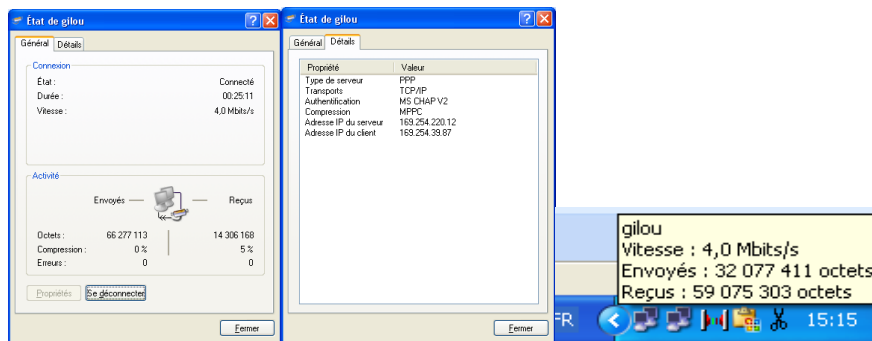 État de gilou
Général Détails
Connexion
État : Connecté
Durée : 00:25:11
Vitesse : 4,0 Mbits/s
Activité
Envoyés Reçus
Octets : 66 277 113 14 306 168
Compression : 0 % 5 %
Erreurs : 0 0
Propriétés Se déconnecter
Fermer
État de gilou
Général Détails
Propriété Valeur
Type de serveur PPP
Transports TCP/IP
Authentification MS CHAP V2
Compression MPPC
Adresse IP du serveur 169.254.220.12
Adresse IP du client 169.254.39.87
Fermer
gilou
Vitesse : 4,0 Mbits/s
Envoyés : 32 077 411 octets
Reçus : 59 075 303 octets
FR 15:15